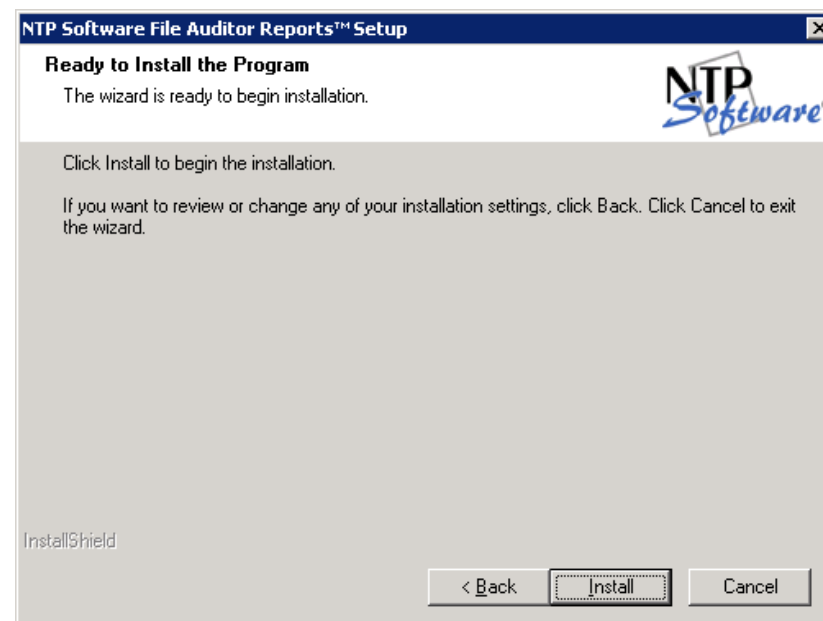 NTP Software File Auditor Reports™ Setup
Ready to Install the Program
The wizard is ready to begin installation.
NTP
Software
Click Install to begin the installation.
If you want to review or change any of your installation settings, click Back. Click Cancel to exit
the wizard.
InstallShield
< Back
Install
Cancel